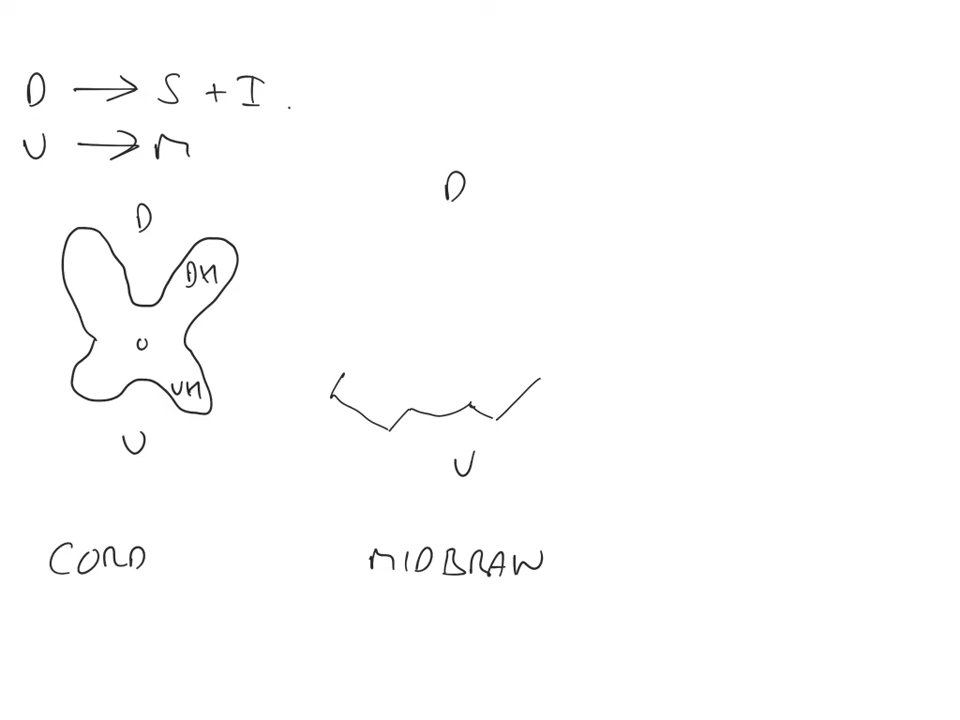 D → S + I .
V → M
D
DH
O
VH
V
D
V
CORD
MIDBRAIN